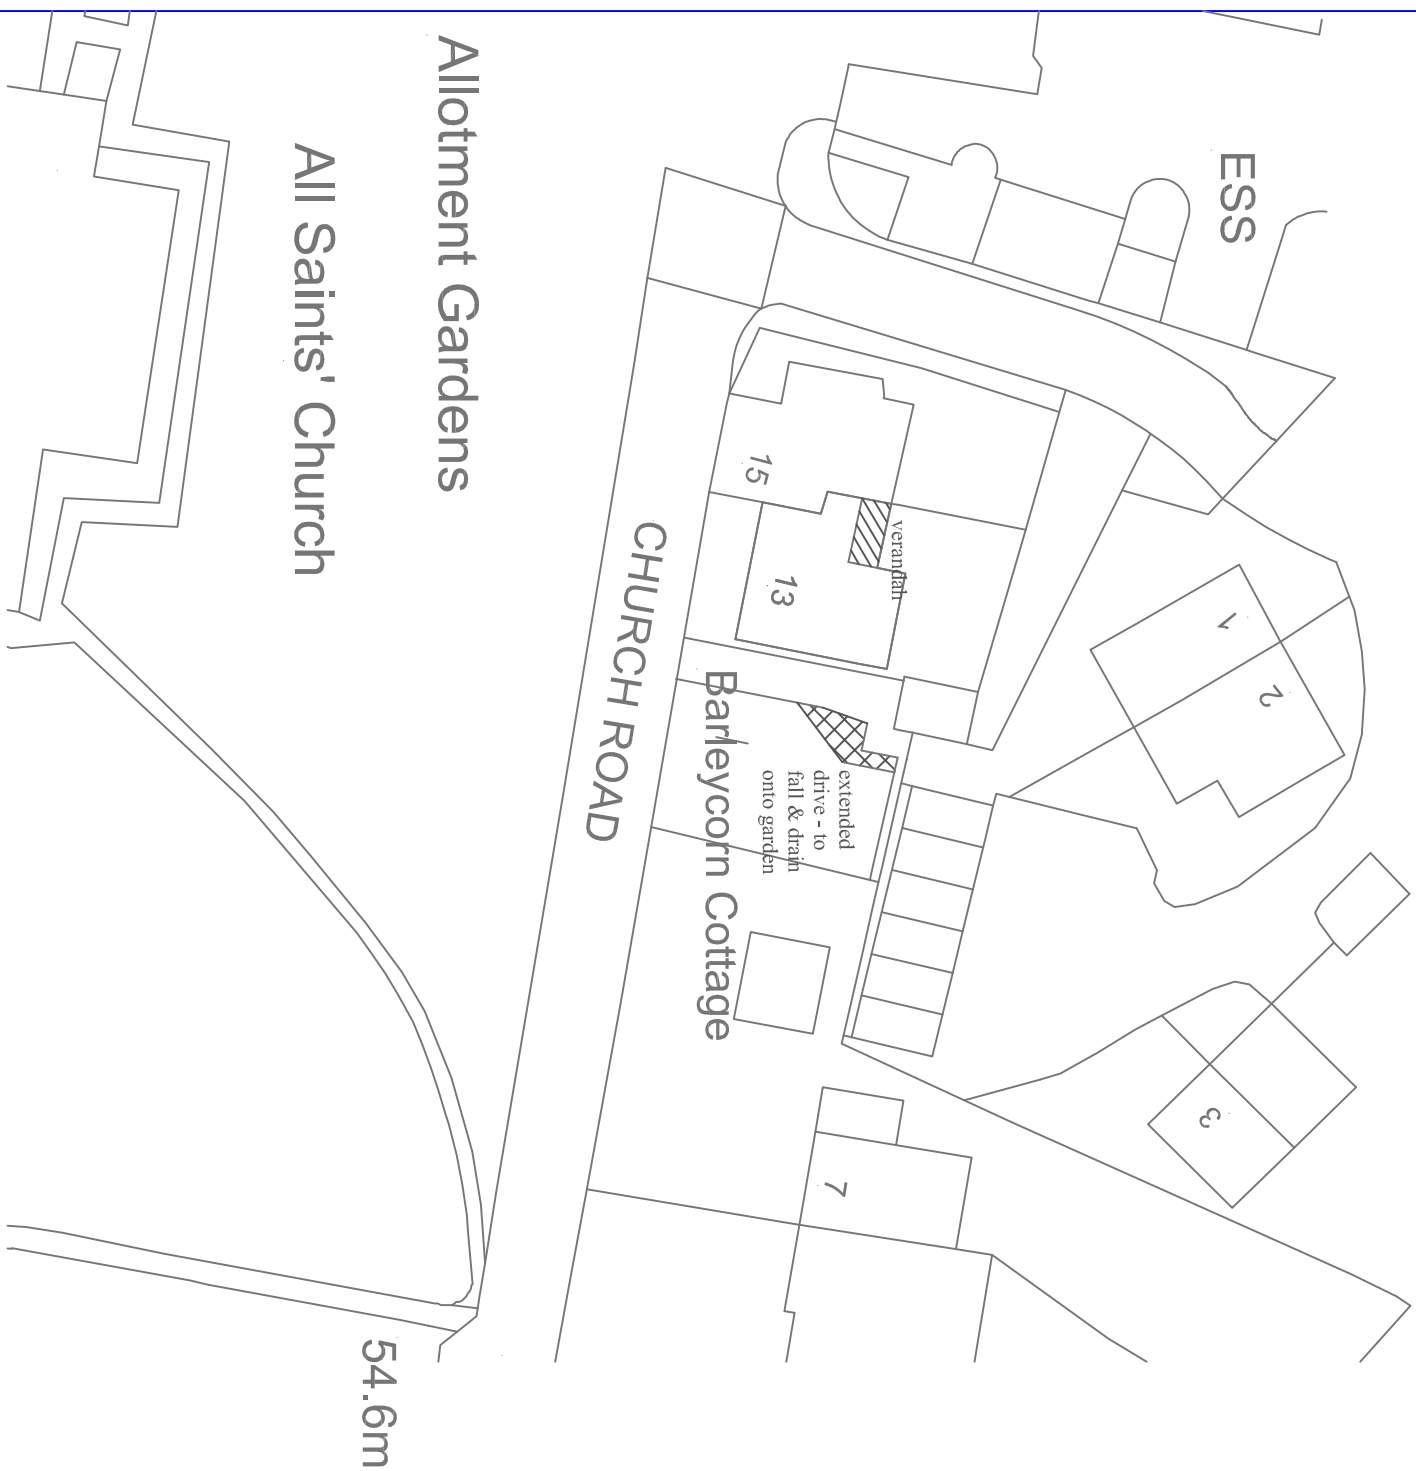 ESS
Allotment Gardens
All Saints' Church
15
verandah
13
CHURCH ROAD
Barleycorn Cottage
extended
drive - to
fall & drain
onto garden
1
2
3
7
54.6m